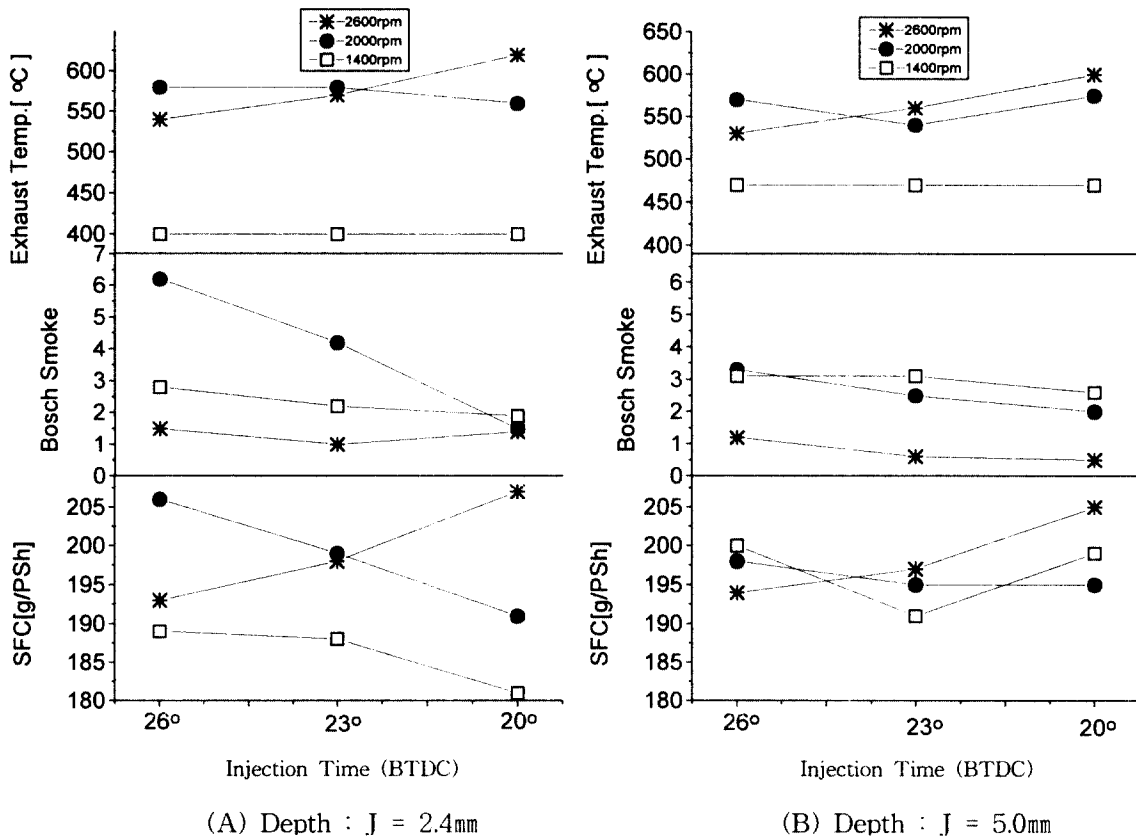 2600rpm
2000rpm
1400rpm
Exhaust Temp.[ ºC]
600
550
500
450
400
Bosch Smoke
7
6
5
4
3
2
1
0
SFC[g/PSh]
205
200
195
190
185
180
26º
23º
20º
Injection Time (BTDC)
(A) Depth : J = 2.4㎜
2600rpm
2000rpm
1400rpm
Exhaust Temp.[ ºC]
650
600
550
500
450
400
Bosch Smoke
6
5
4
3
2
1
0
SFC[g/PSh]
205
200
195
190
185
180
26º
23º
20º
Injection Time (BTDC)
(B) Depth : J = 5.0㎜